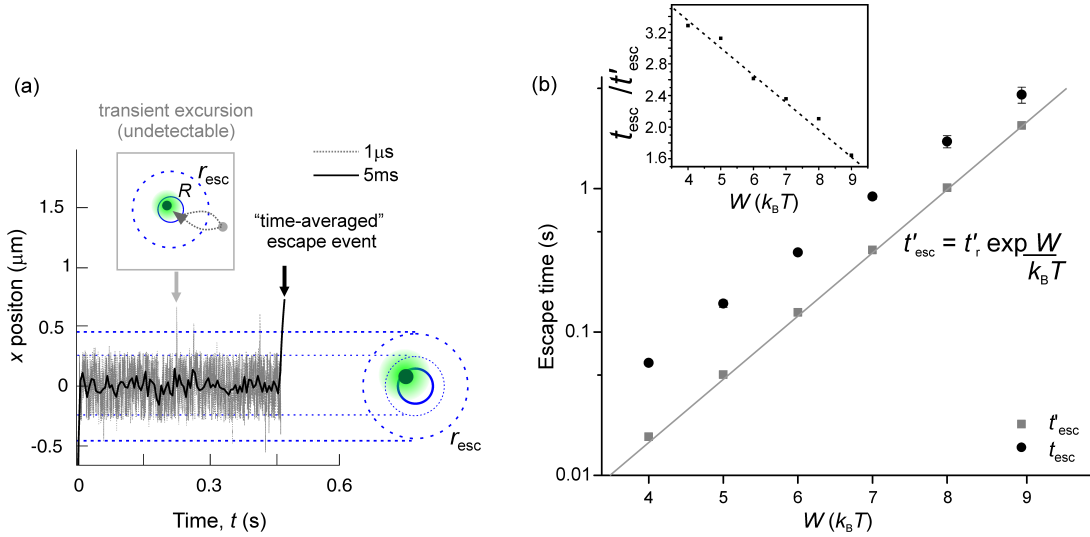 (a)
transient excursion
(undetectable)
r_esc
R
1μs
5ms
"time-averaged"
escape event
x positon (μm)
1.5
1
0.5
0
-0.5
r_esc
0
0.3
0.6
Time, t (s)
(b)
t_esc /t'_esc
3.2
2.8
2.4
2.0
1.6
4 5 6 7 8 9
W (k_BT)
Escape time (s)
1
0.1
0.01
t'_esc = t'_r exp W
k_BT
t'_esc
t_esc
4 5 6 7 8 9
W (k_BT)